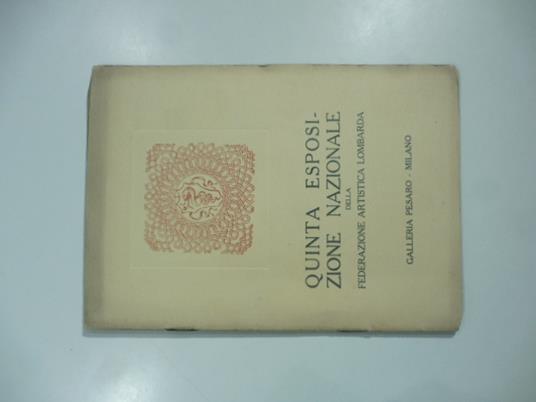 QUINTA ESPOSI-
ZIONE NAZIONALE
DELLA
FEDERAZIONE ARTISTICA LOMBARDA
GALLERIA PESARO - MILANO